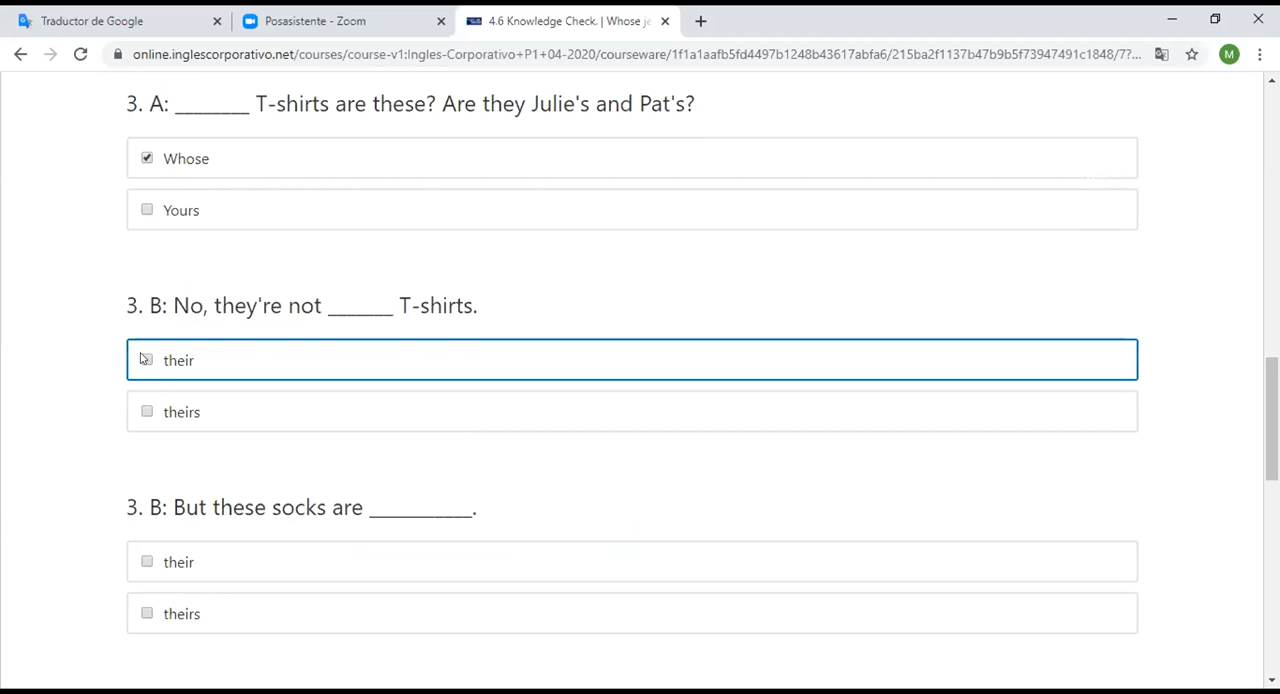 Traductor de Google
Posasistente - Zoom
4.6 Knowledge Check. | Whose je
online.inglescorporativo.net/courses/course-v1:Ingles-Corporativo+P1+04-2020/courseware/1f1a1aafb5fd4497b1248b43617abfa6/215ba2f1137b47b9b5f73947491c1848/7?...
M
3. A: ________ T-shirts are these? Are they Julie's and Pat's?
Whose
Yours
3. B: No, they're not _______ T-shirts.
their
theirs
3. B: But these socks are ___________.
their
theirs